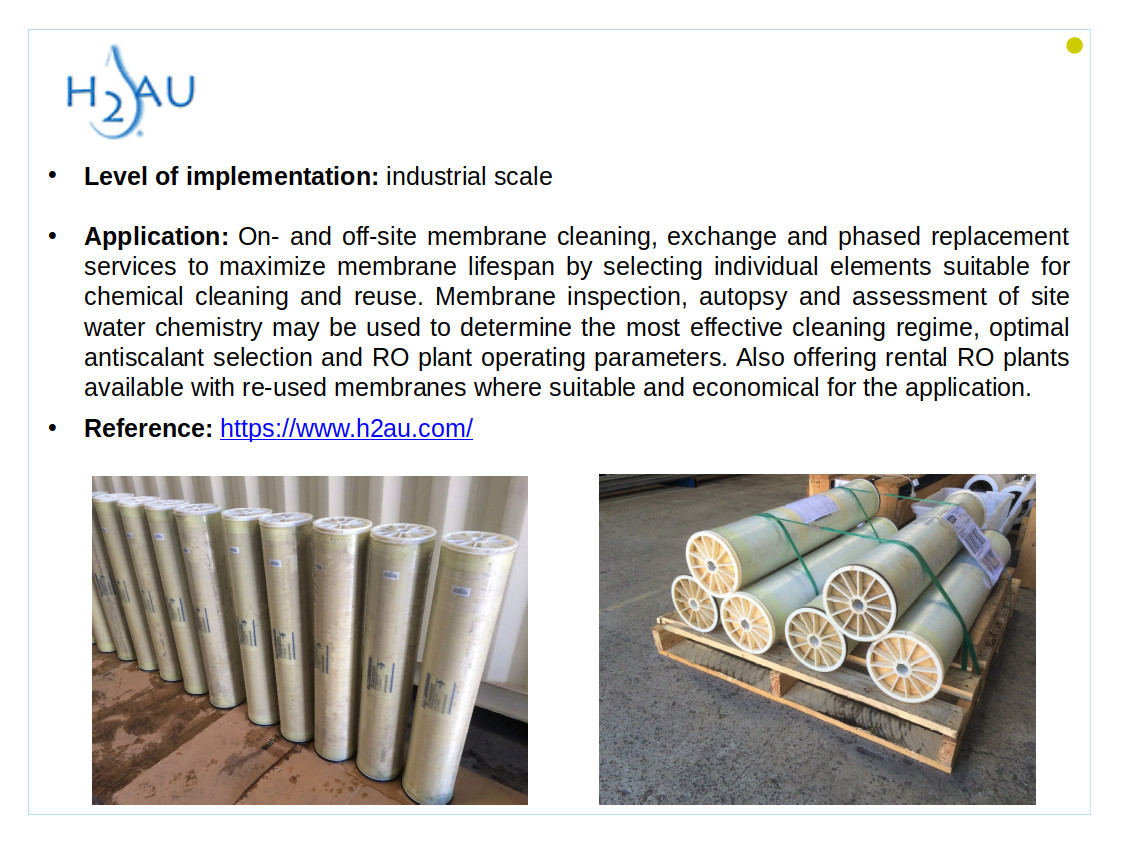 H2AU
• Level of implementation: industrial scale
• Application: On- and off-site membrane cleaning, exchange and phased replacement
services to maximize membrane lifespan by selecting individual elements suitable for
chemical cleaning and reuse. Membrane inspection, autopsy and assessment of site
water chemistry may be used to determine the most effective cleaning regime, optimal
antiscalant selection and RO plant operating parameters. Also offering rental RO plants
available with re-used membranes where suitable and economical for the application.
• Reference: https://www.h2au.com/